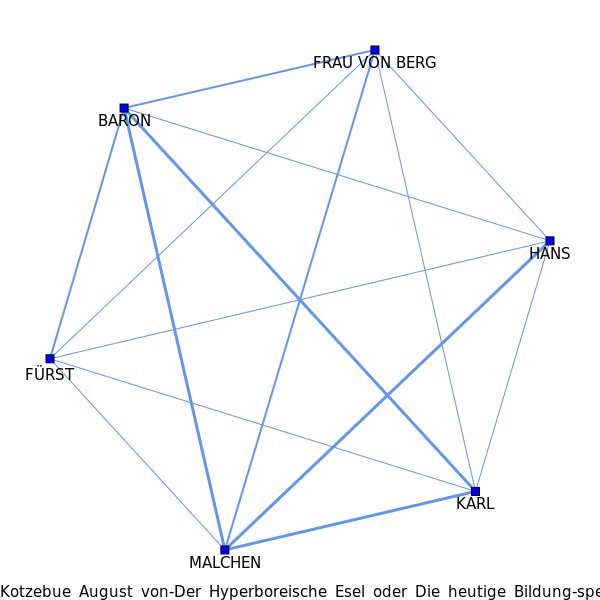 FRAU VON BERG
BARON
HANS
FÜRST
KARL
MALCHEN
Kotzebue August von-Der Hyperboreische Esel oder Die heutige Bildung-spe